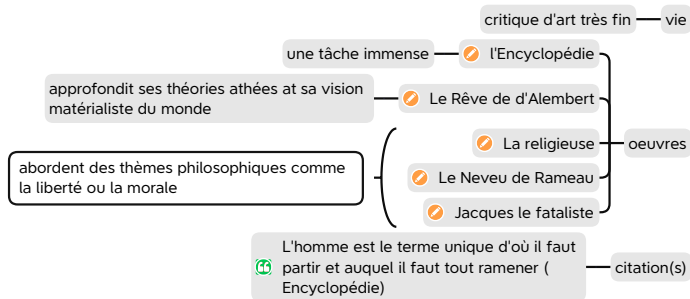 critique d'art très fin
vie
une tâche immense
l'Encyclopédie
approfondit ses théories athées at sa vision
matérialiste du monde
Le Rêve de d'Alembert
La religieuse
oeuvres
abordent des thèmes philosophiques comme
la liberté ou la morale
Le Neveu de Rameau
Jacques le fataliste
L'homme est le terme unique d'où il faut
partir et auquel il faut tout ramener (
Encyclopédie)
citation(s)